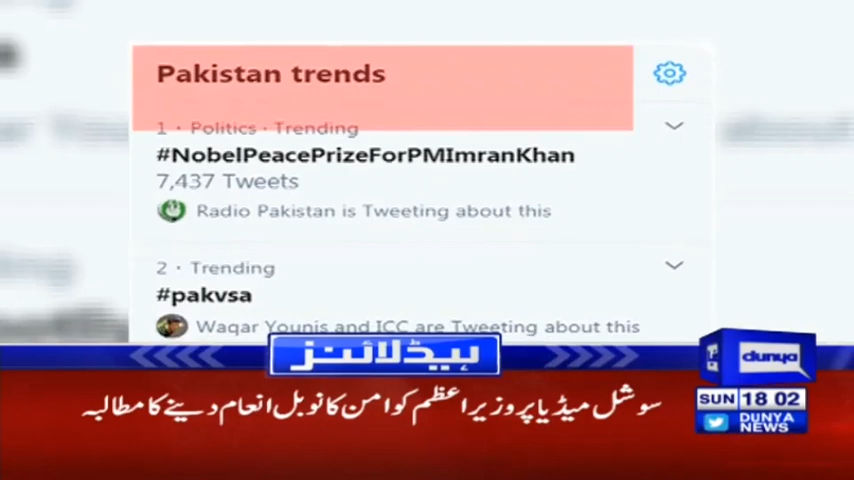 Pakistan trends
1 · Politics · Trending
#NobelPeacePrizeForPMImranKhan
7,437 Tweets
Radio Pakistan is Tweeting about this
2 · Trending
#pakvsa
Waqar Younis and ICC are Tweeting about this
ہیڈلائنز
dunya
سوشل میڈیا پر وزیراعظم کو امن کا نوبل انعام دینے کا مطالبہ
SUN 18 02
DUNYA
NEWS